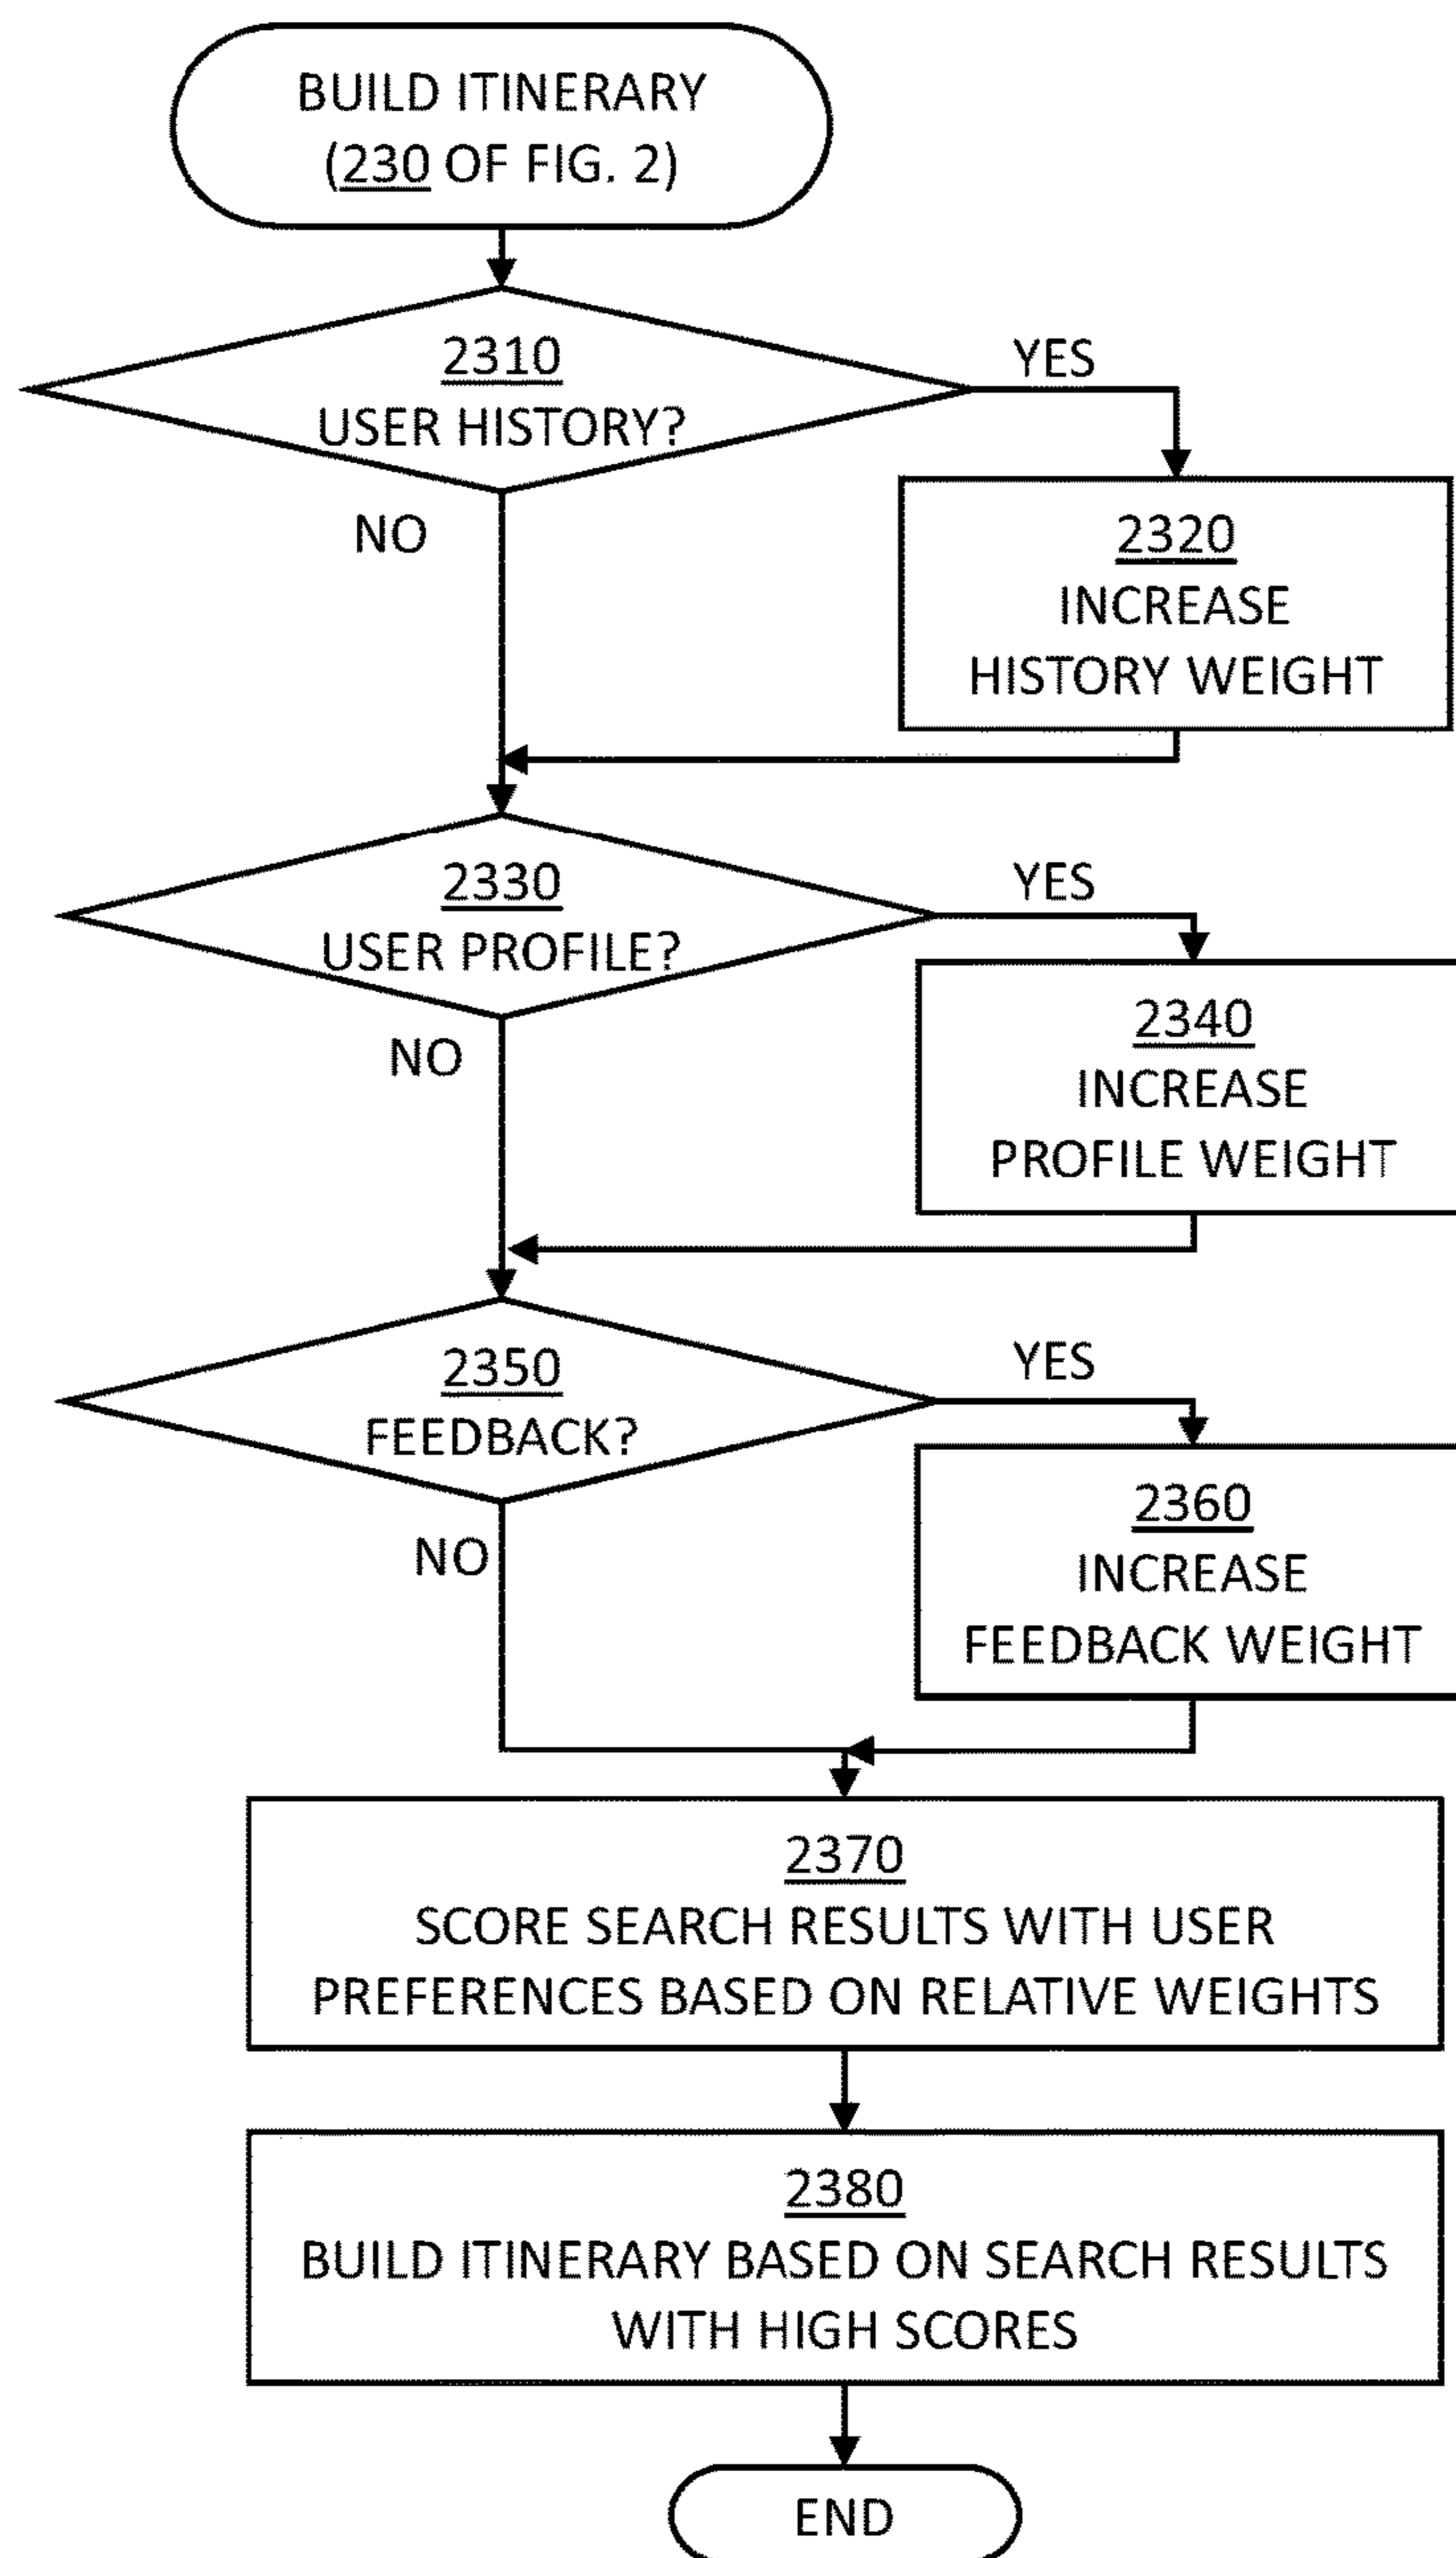 BUILD ITINERARY
(230 OF FIG. 2)
2310
USER HISTORY?
YES
NO
2320
INCREASE
HISTORY WEIGHT
2330
USER PROFILE?
YES
NO
2340
INCREASE
PROFILE WEIGHT
2350
FEEDBACK?
YES
NO
2360
INCREASE
FEEDBACK WEIGHT
2370
SCORE SEARCH RESULTS WITH USER
PREFERENCES BASED ON RELATIVE WEIGHTS
2380
BUILD ITINERARY BASED ON SEARCH RESULTS
WITH HIGH SCORES
END